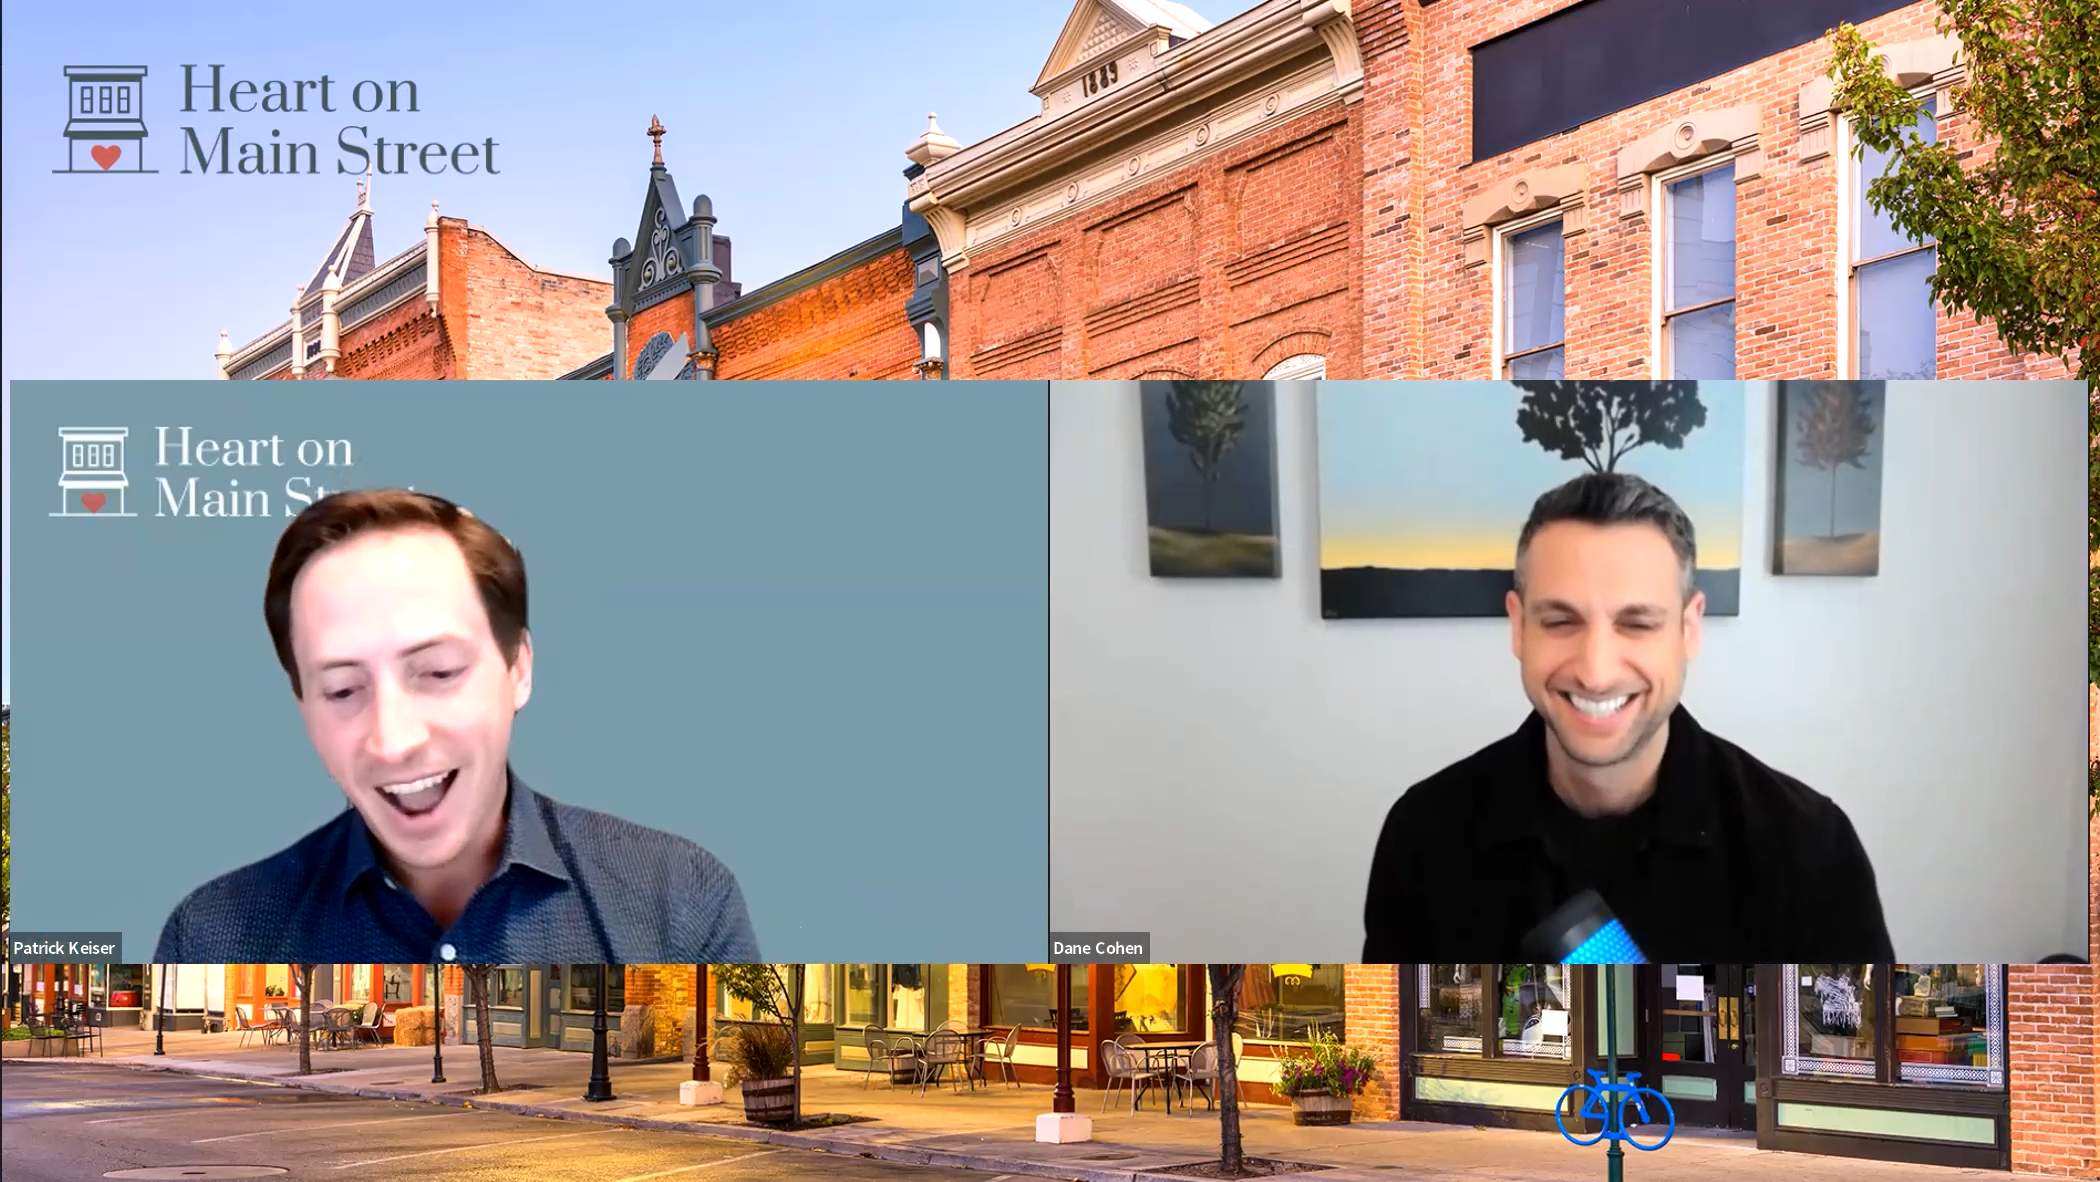 Heart on
Main Street
1889
Heart on
Main St
Patrick Keiser
Dane Cohen